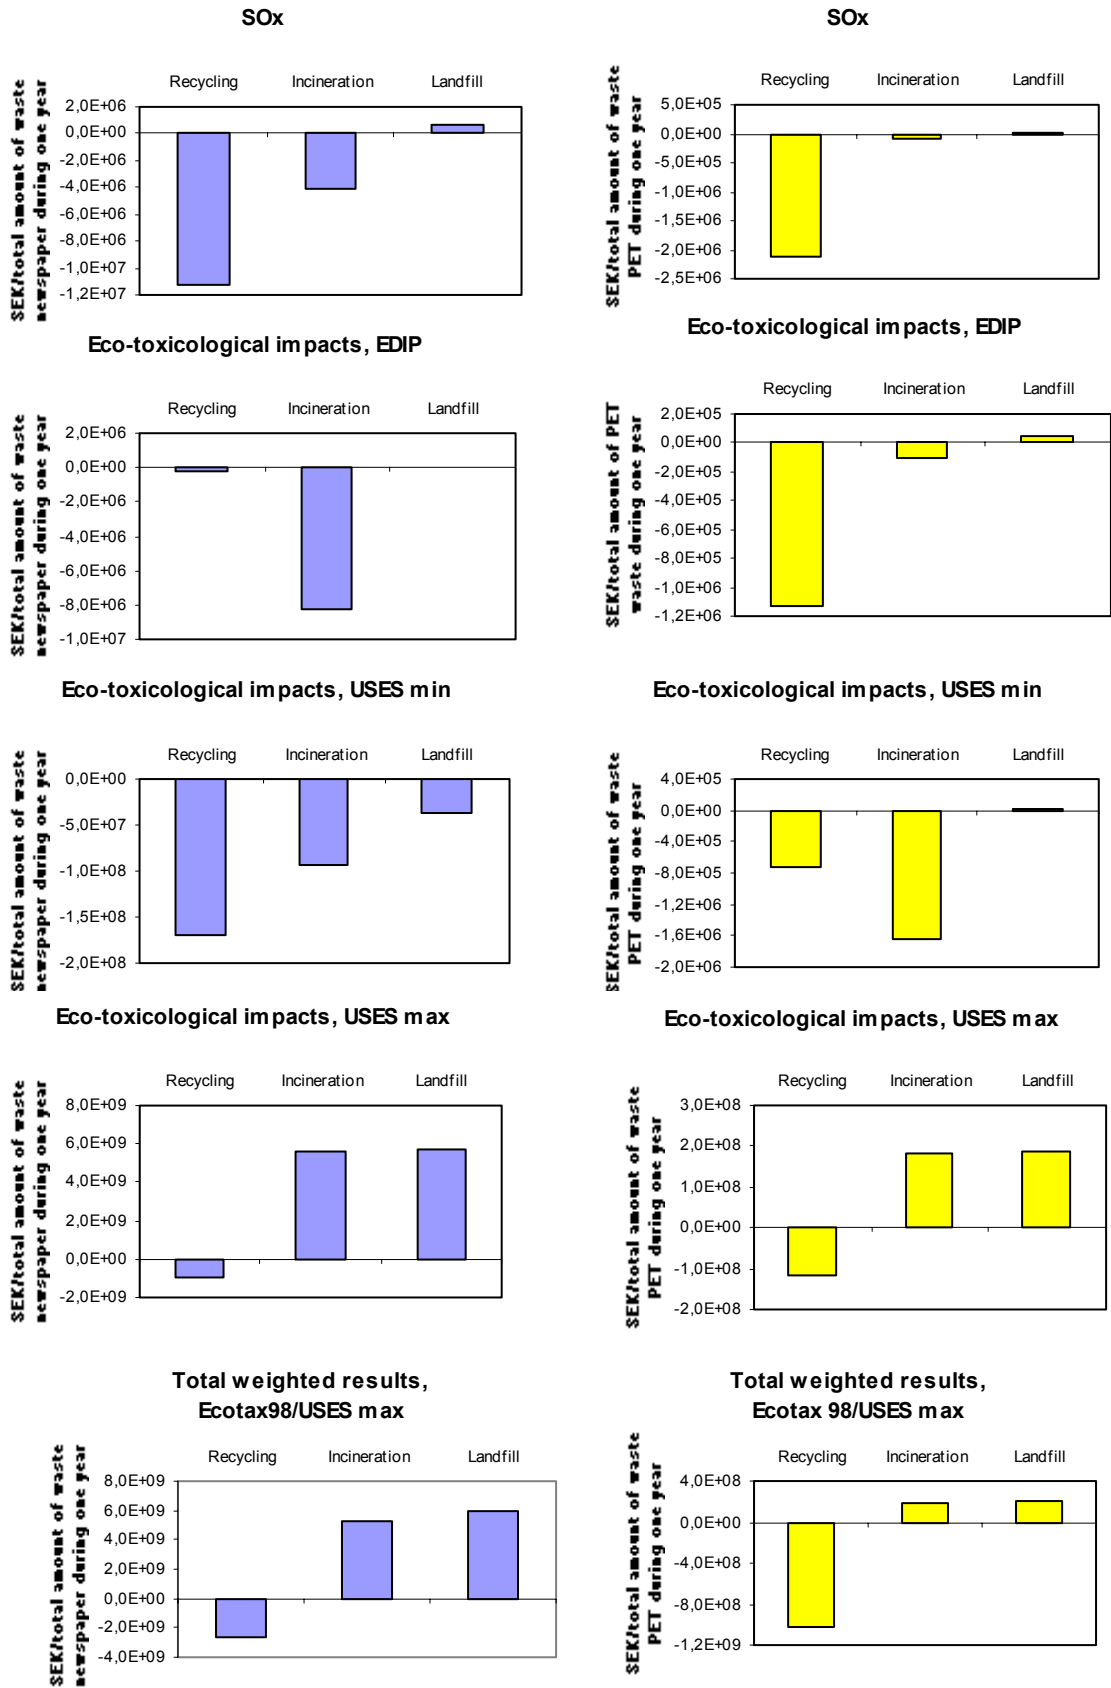 SOx
Recycling Incineration Landfill
SEK/total amount of waste
newspaper during one year
2,0E+06
0,0E+00
-2,0E+06
-4,0E+06
-6,0E+06
-8,0E+06
-1,0E+07
-1,2E+07
SOx
Recycling Incineration Landfill
SEK/total amount of waste
PET during one year
5,0E+05
0,0E+00
-5,0E+05
-1,0E+06
-1,5E+06
-2,0E+06
-2,5E+06
Eco-toxicological impacts, EDIP
Recycling Incineration Landfill
SEK/total amount of waste
newspaper during one year
2,0E+06
0,0E+00
-2,0E+06
-4,0E+06
-6,0E+06
-8,0E+06
-1,0E+07
Eco-toxicological impacts, EDIP
Recycling Incineration Landfill
SEK/total amount of PET
waste during one year
2,0E+05
0,0E+00
-2,0E+05
-4,0E+05
-6,0E+05
-8,0E+05
-1,0E+06
-1,2E+06
Eco-toxicological impacts, USES min
Recycling Incineration Landfill
SEK/total amount of waste
newspaper during one year
0,0E+00
-5,0E+07
-1,0E+08
-1,5E+08
-2,0E+08
Eco-toxicological impacts, USES min
Recycling Incineration Landfill
SEK/total amount of waste
PET during one year
4,0E+05
0,0E+00
-4,0E+05
-8,0E+05
-1,2E+06
-1,6E+06
-2,0E+06
Eco-toxicological impacts, USES max
Recycling Incineration Landfill
SEK/total amount of waste
newspaper during one year
8,0E+09
6,0E+09
4,0E+09
2,0E+09
0,0E+00
-2,0E+09
Eco-toxicological impacts, USES max
Recycling Incineration Landfill
SEK/total amount of waste
PET during one year
3,0E+08
2,0E+08
1,0E+08
0,0E+00
-1,0E+08
-2,0E+08
Total weighted results,
Ecotax98/USES max
Recycling Incineration Landfill
SEK/total amount of waste
newspaper during one year
8,0E+09
6,0E+09
4,0E+09
2,0E+09
0,0E+00
-2,0E+09
-4,0E+09
Total weighted results,
Ecotax 98/USES max
Recycling Incineration Landfill
SEK/total amount of waste
PET during one year
4,0E+08
0,0E+00
-4,0E+08
-8,0E+08
-1,2E+09